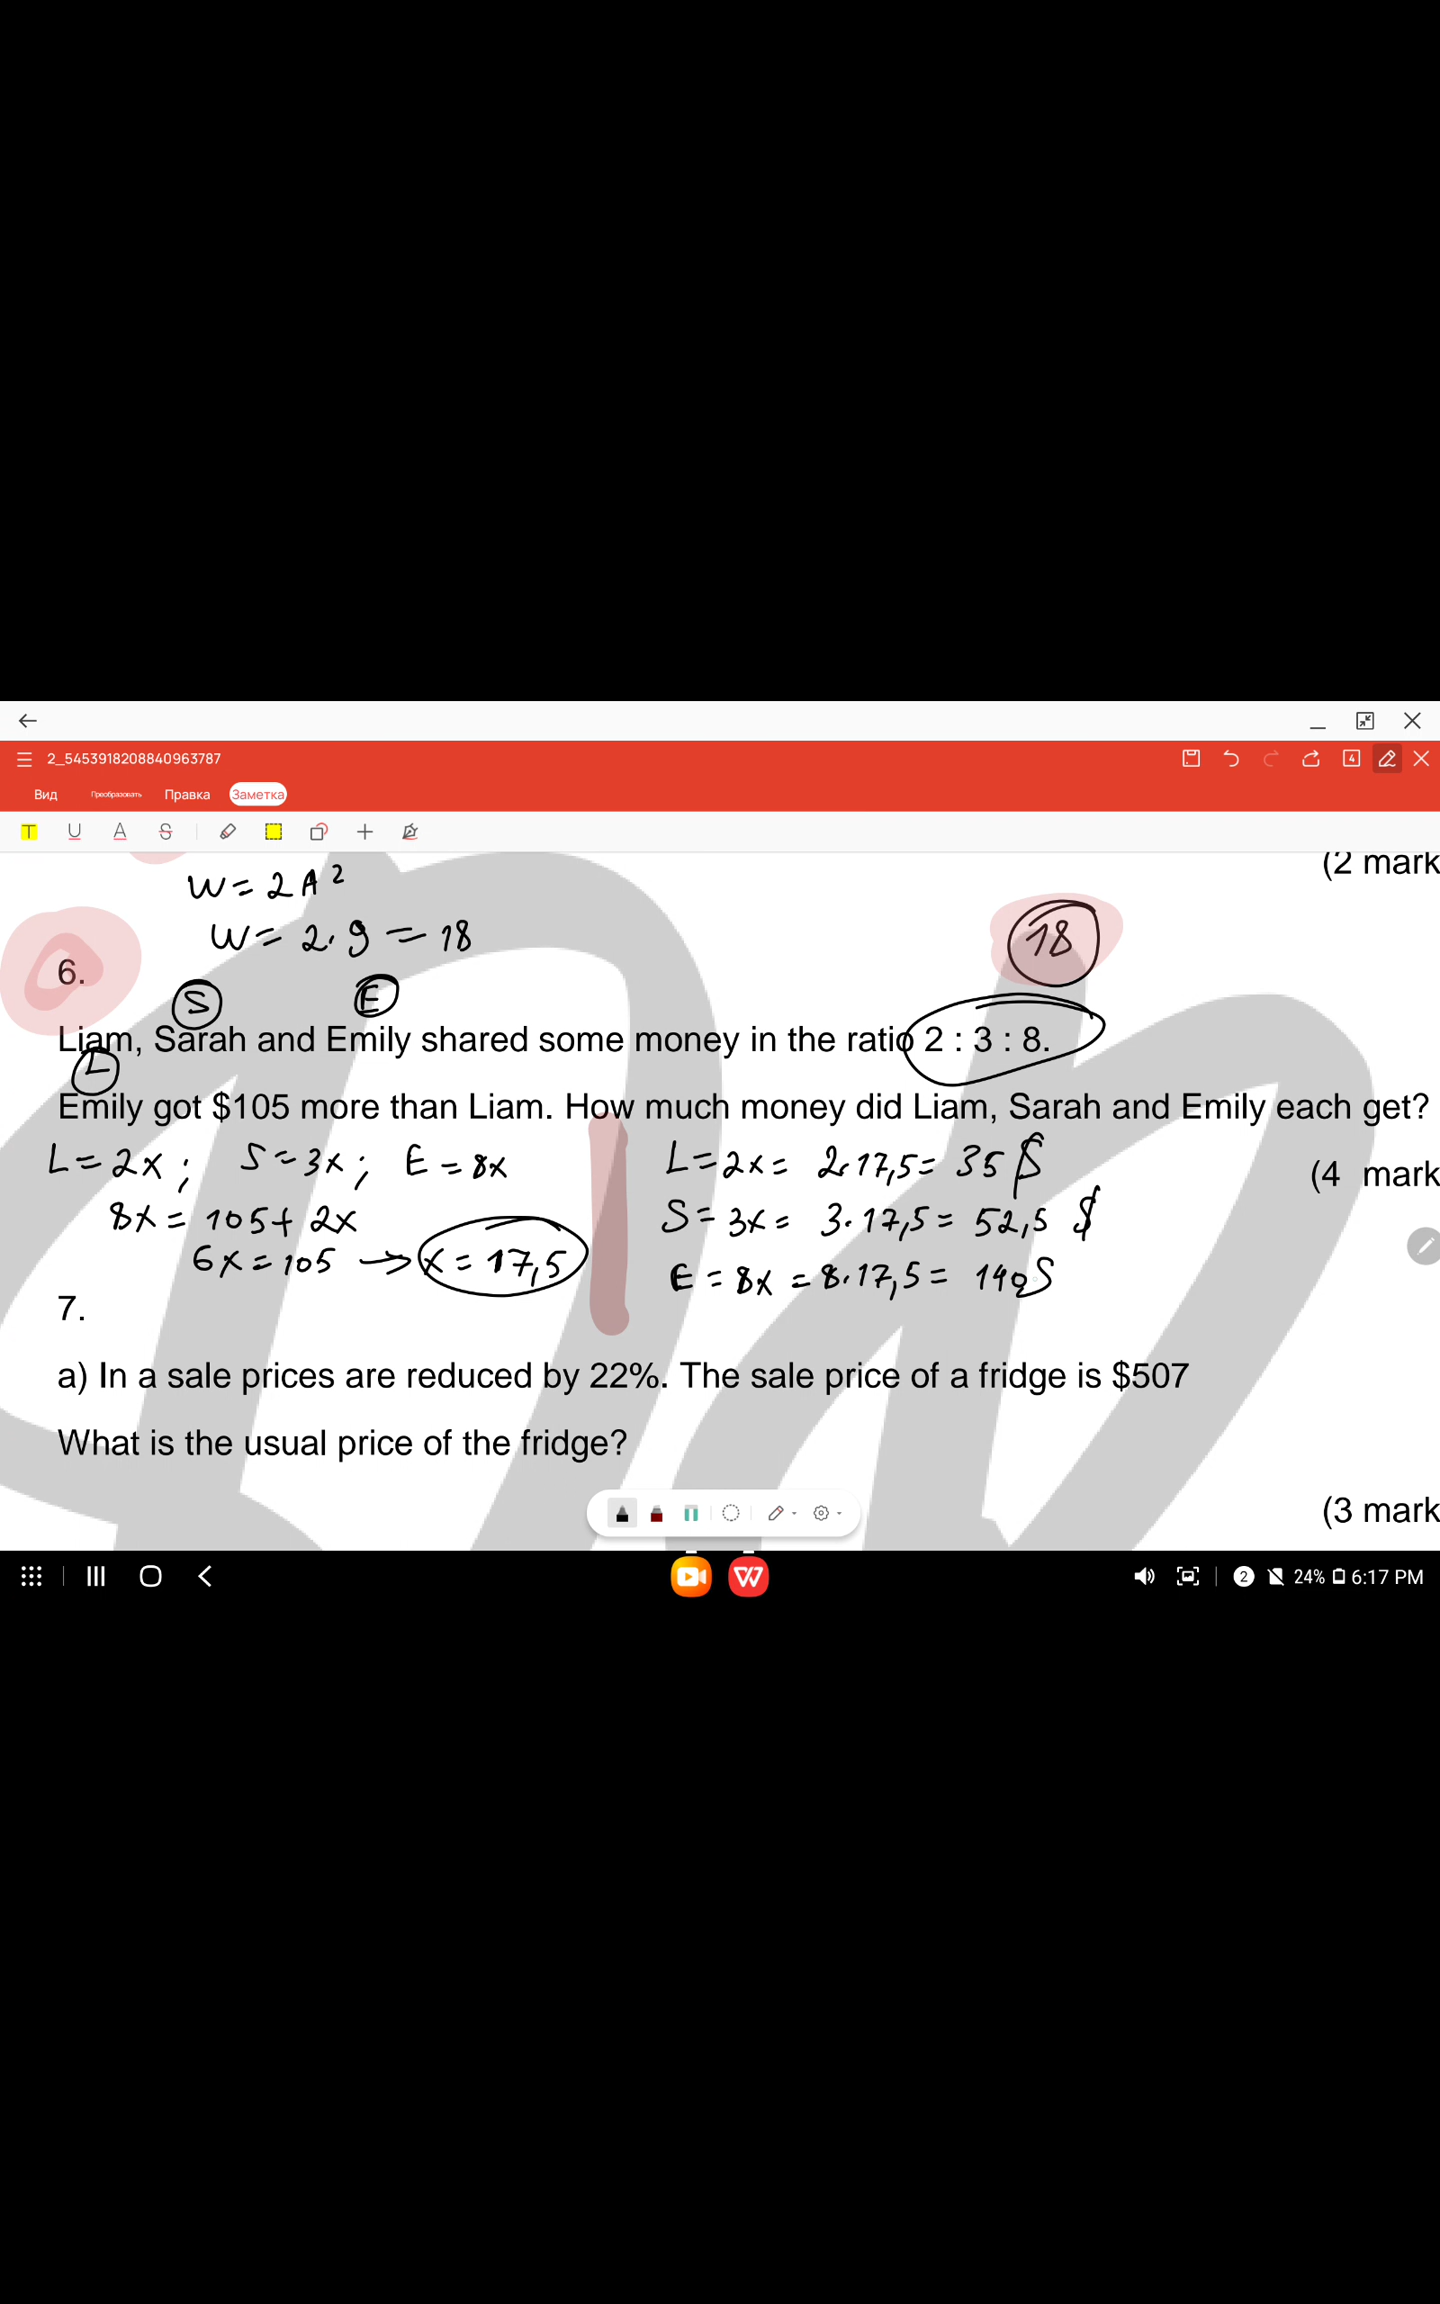 2_5453918208840963787
4
Вид Преобразовать Правка Заметка
T U A S
(2 mark
W = 2A²
W = 2·9 = 18
18
6.
S E
Liam, Sarah and Emily shared some money in the ratio 2 : 3 : 8.
L
Emily got $105 more than Liam. How much money did Liam, Sarah and Emily each get?
L = 2x ; S = 3x ; E = 8x
L = 2x = 2·17,5 = 35 $
(4 mark
8x = 105 + 2x
S = 3x = 3·17,5 = 52,5 $
6x = 105 → x = 17,5
E = 8x = 8·17,5 = 140 $
7.
a) In a sale prices are reduced by 22%. The sale price of a fridge is $507
What is the usual price of the fridge?
(3 mark
2 24% 6:17 PM